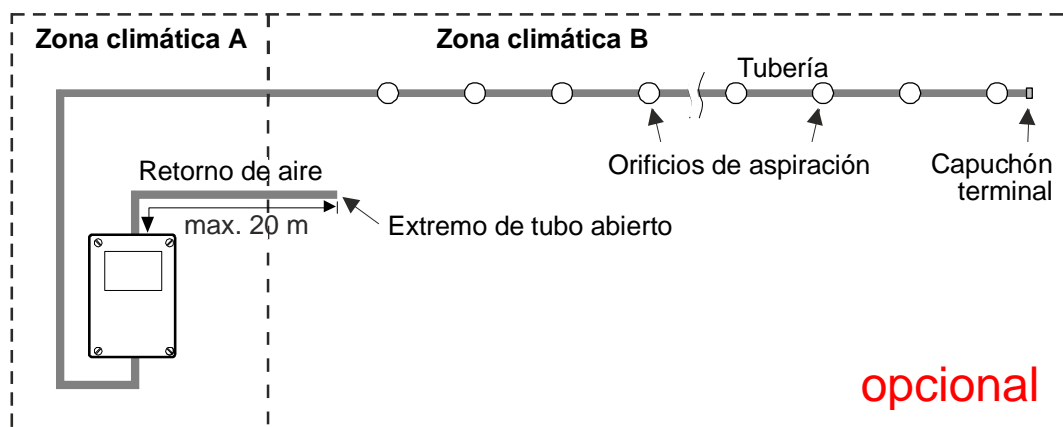 Zona climática A
Zona climática B
Tubería
Orificios de aspiración
Capuchón
terminal
Retorno de aire
max. 20 m
Extremo de tubo abierto
opcional